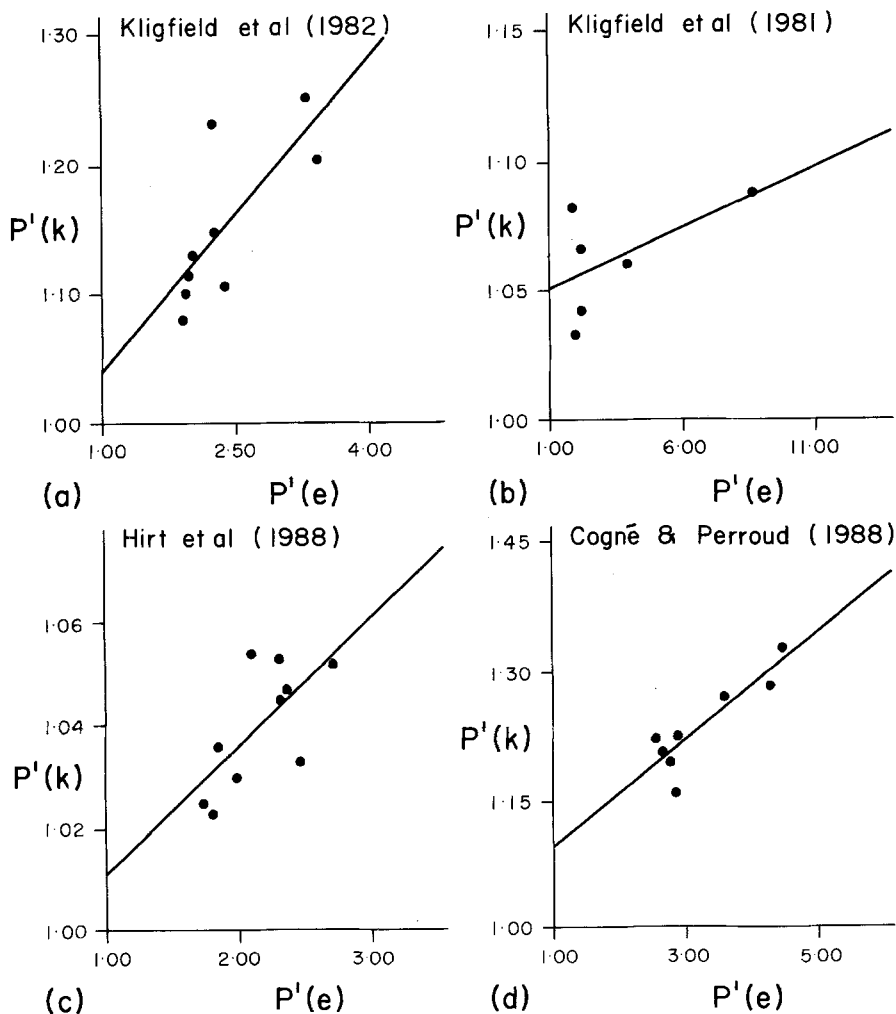 Kligfield et al (1982)
1·30
1·20
P'(k)
1·10
1·00
1·00 2·50 4·00
(a) P'(e)
Kligfield et al (1981)
1·15
1·10
P'(k)
1·05
1·00
1·00 6·00 11·00
(b) P'(e)
Hirt et al (1988)
1·06
1·04
P'(k)
1·02
1·00
1·00 2·00 3·00
(c) P'(e)
Cogné & Perroud (1988)
1·45
1·30
P'(k)
1·15
1·00
1·00 3·00 5·00
(d) P'(e)